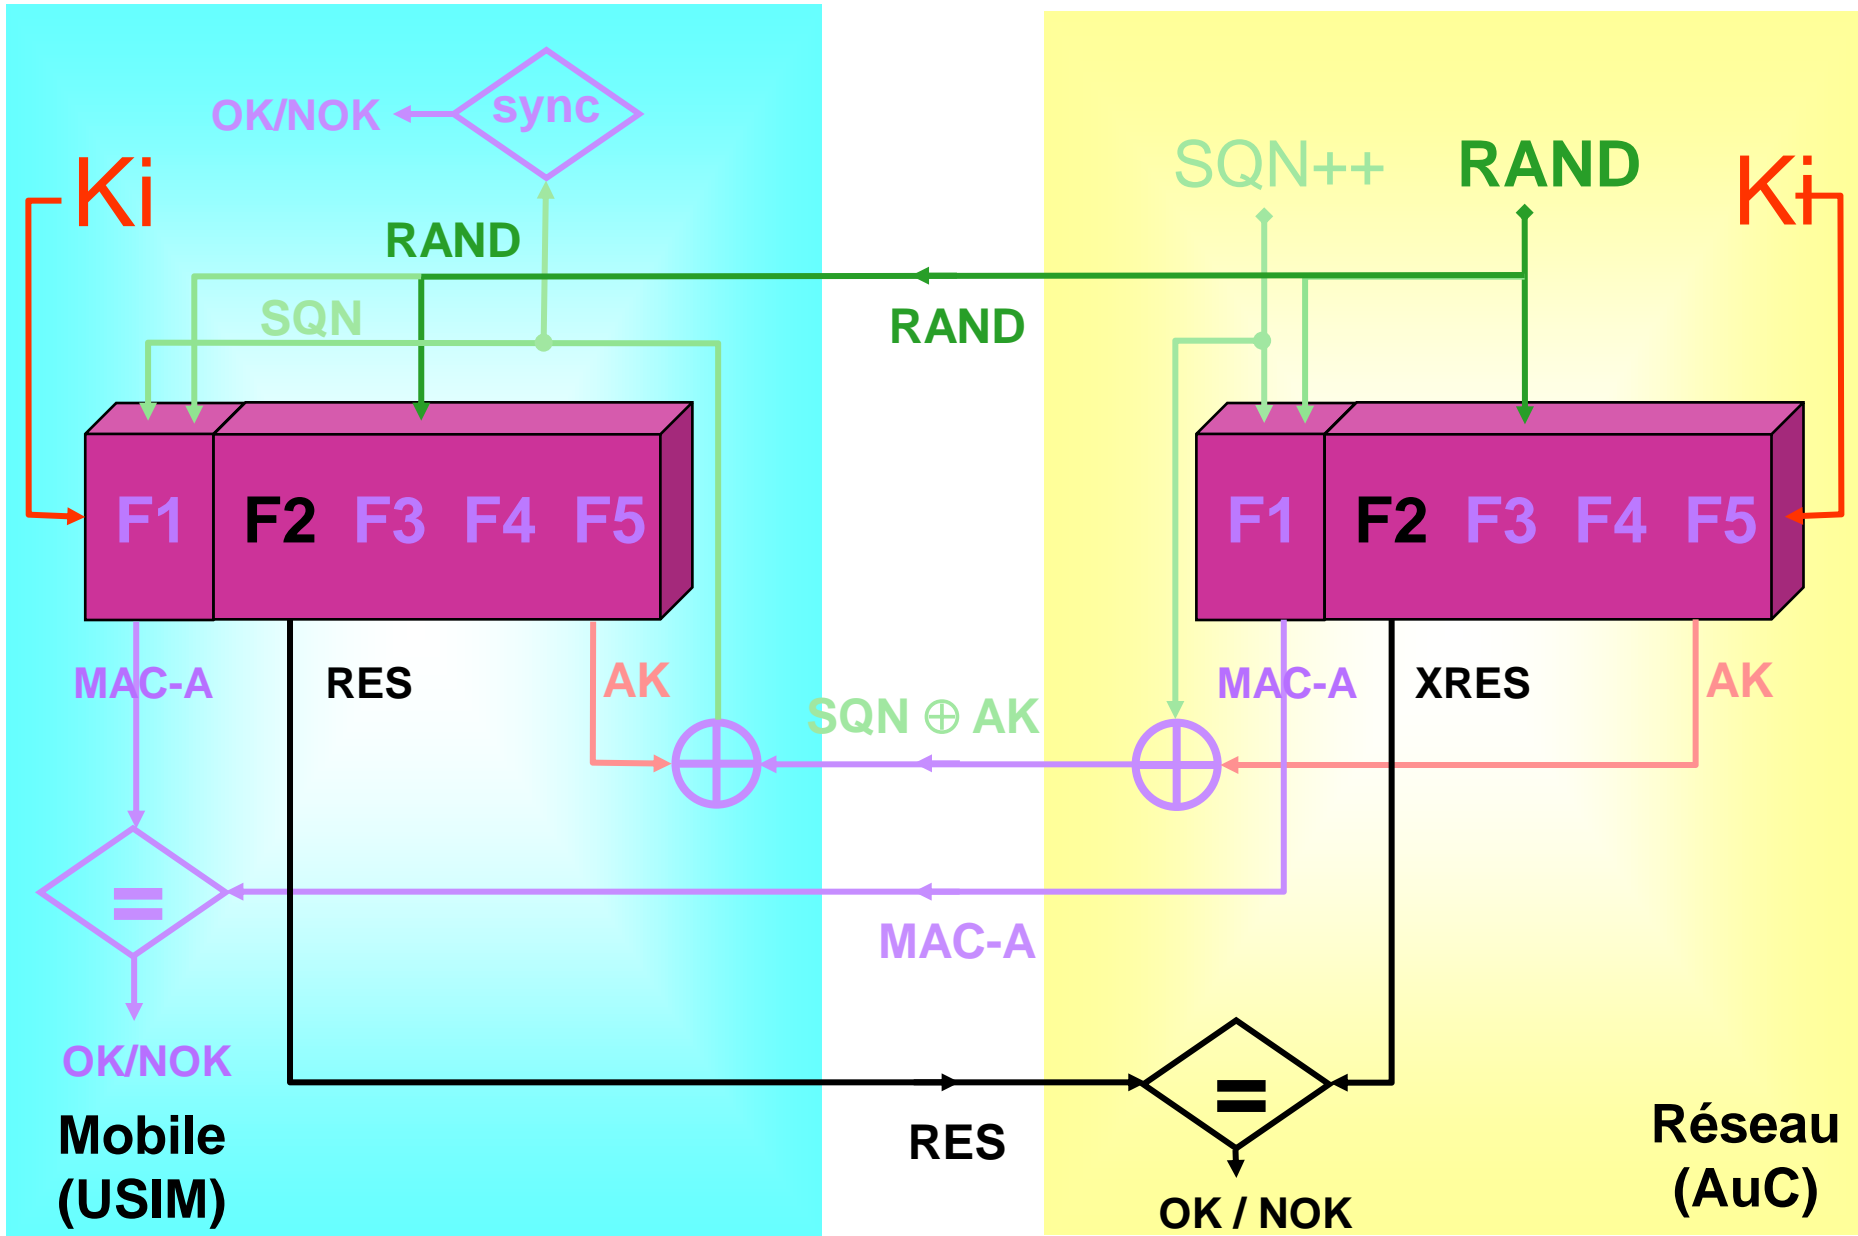 sync
OK/NOK
Ki
RAND
SQN
SQN++
RAND
Ki
RAND
F1 F2 F3 F4 F5
F1 F2 F3 F4 F5
MAC-A
RES
AK
SQN ⊕ AK
MAC-A
XRES
AK
=
MAC-A
OK/NOK
=
RES
OK / NOK
Mobile
(USIM)
Réseau
(AuC)